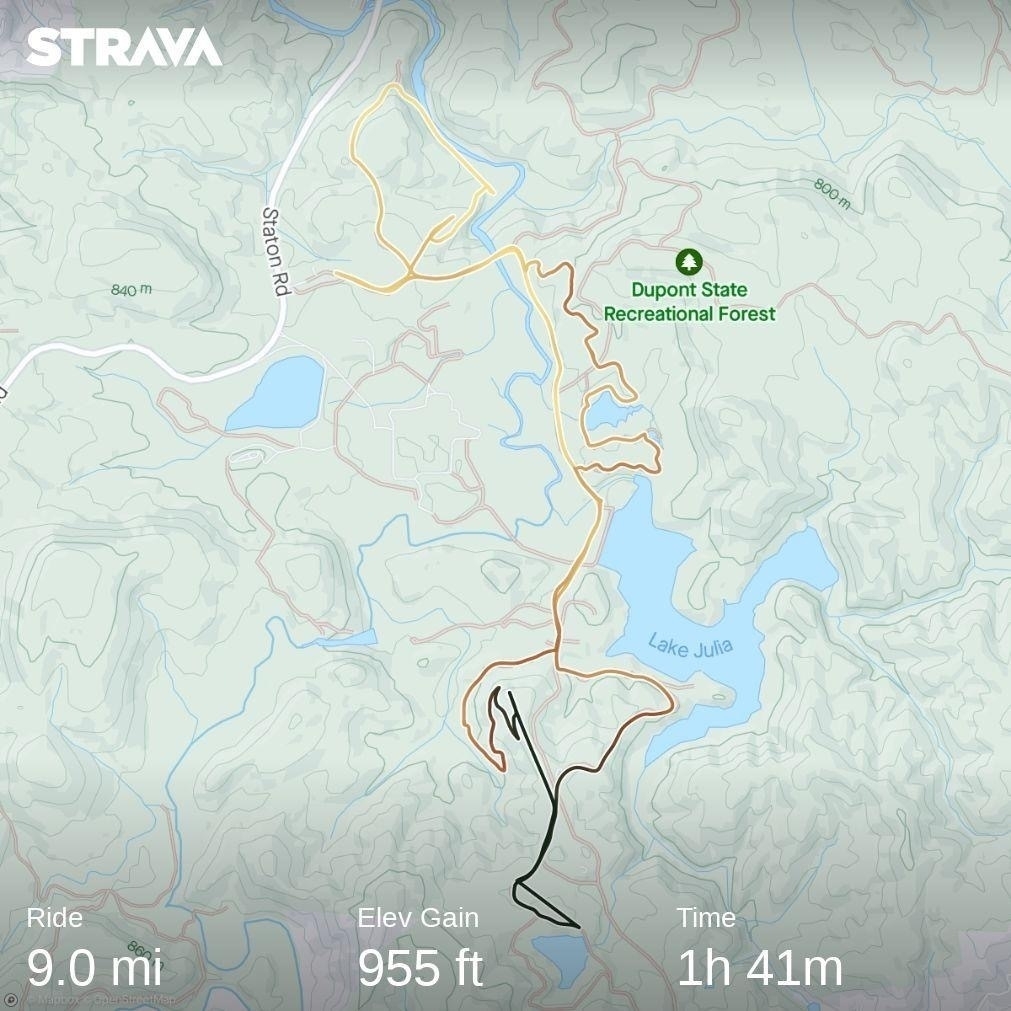 STRAVA
Staton Rd
800 m
840 m
Dupont State
Recreational Forest
Lake Julia
Ride
Elev Gain
Time
860 m
9.0 mi
955 ft
1h 41m
© Mapbox © OpenStreetMap